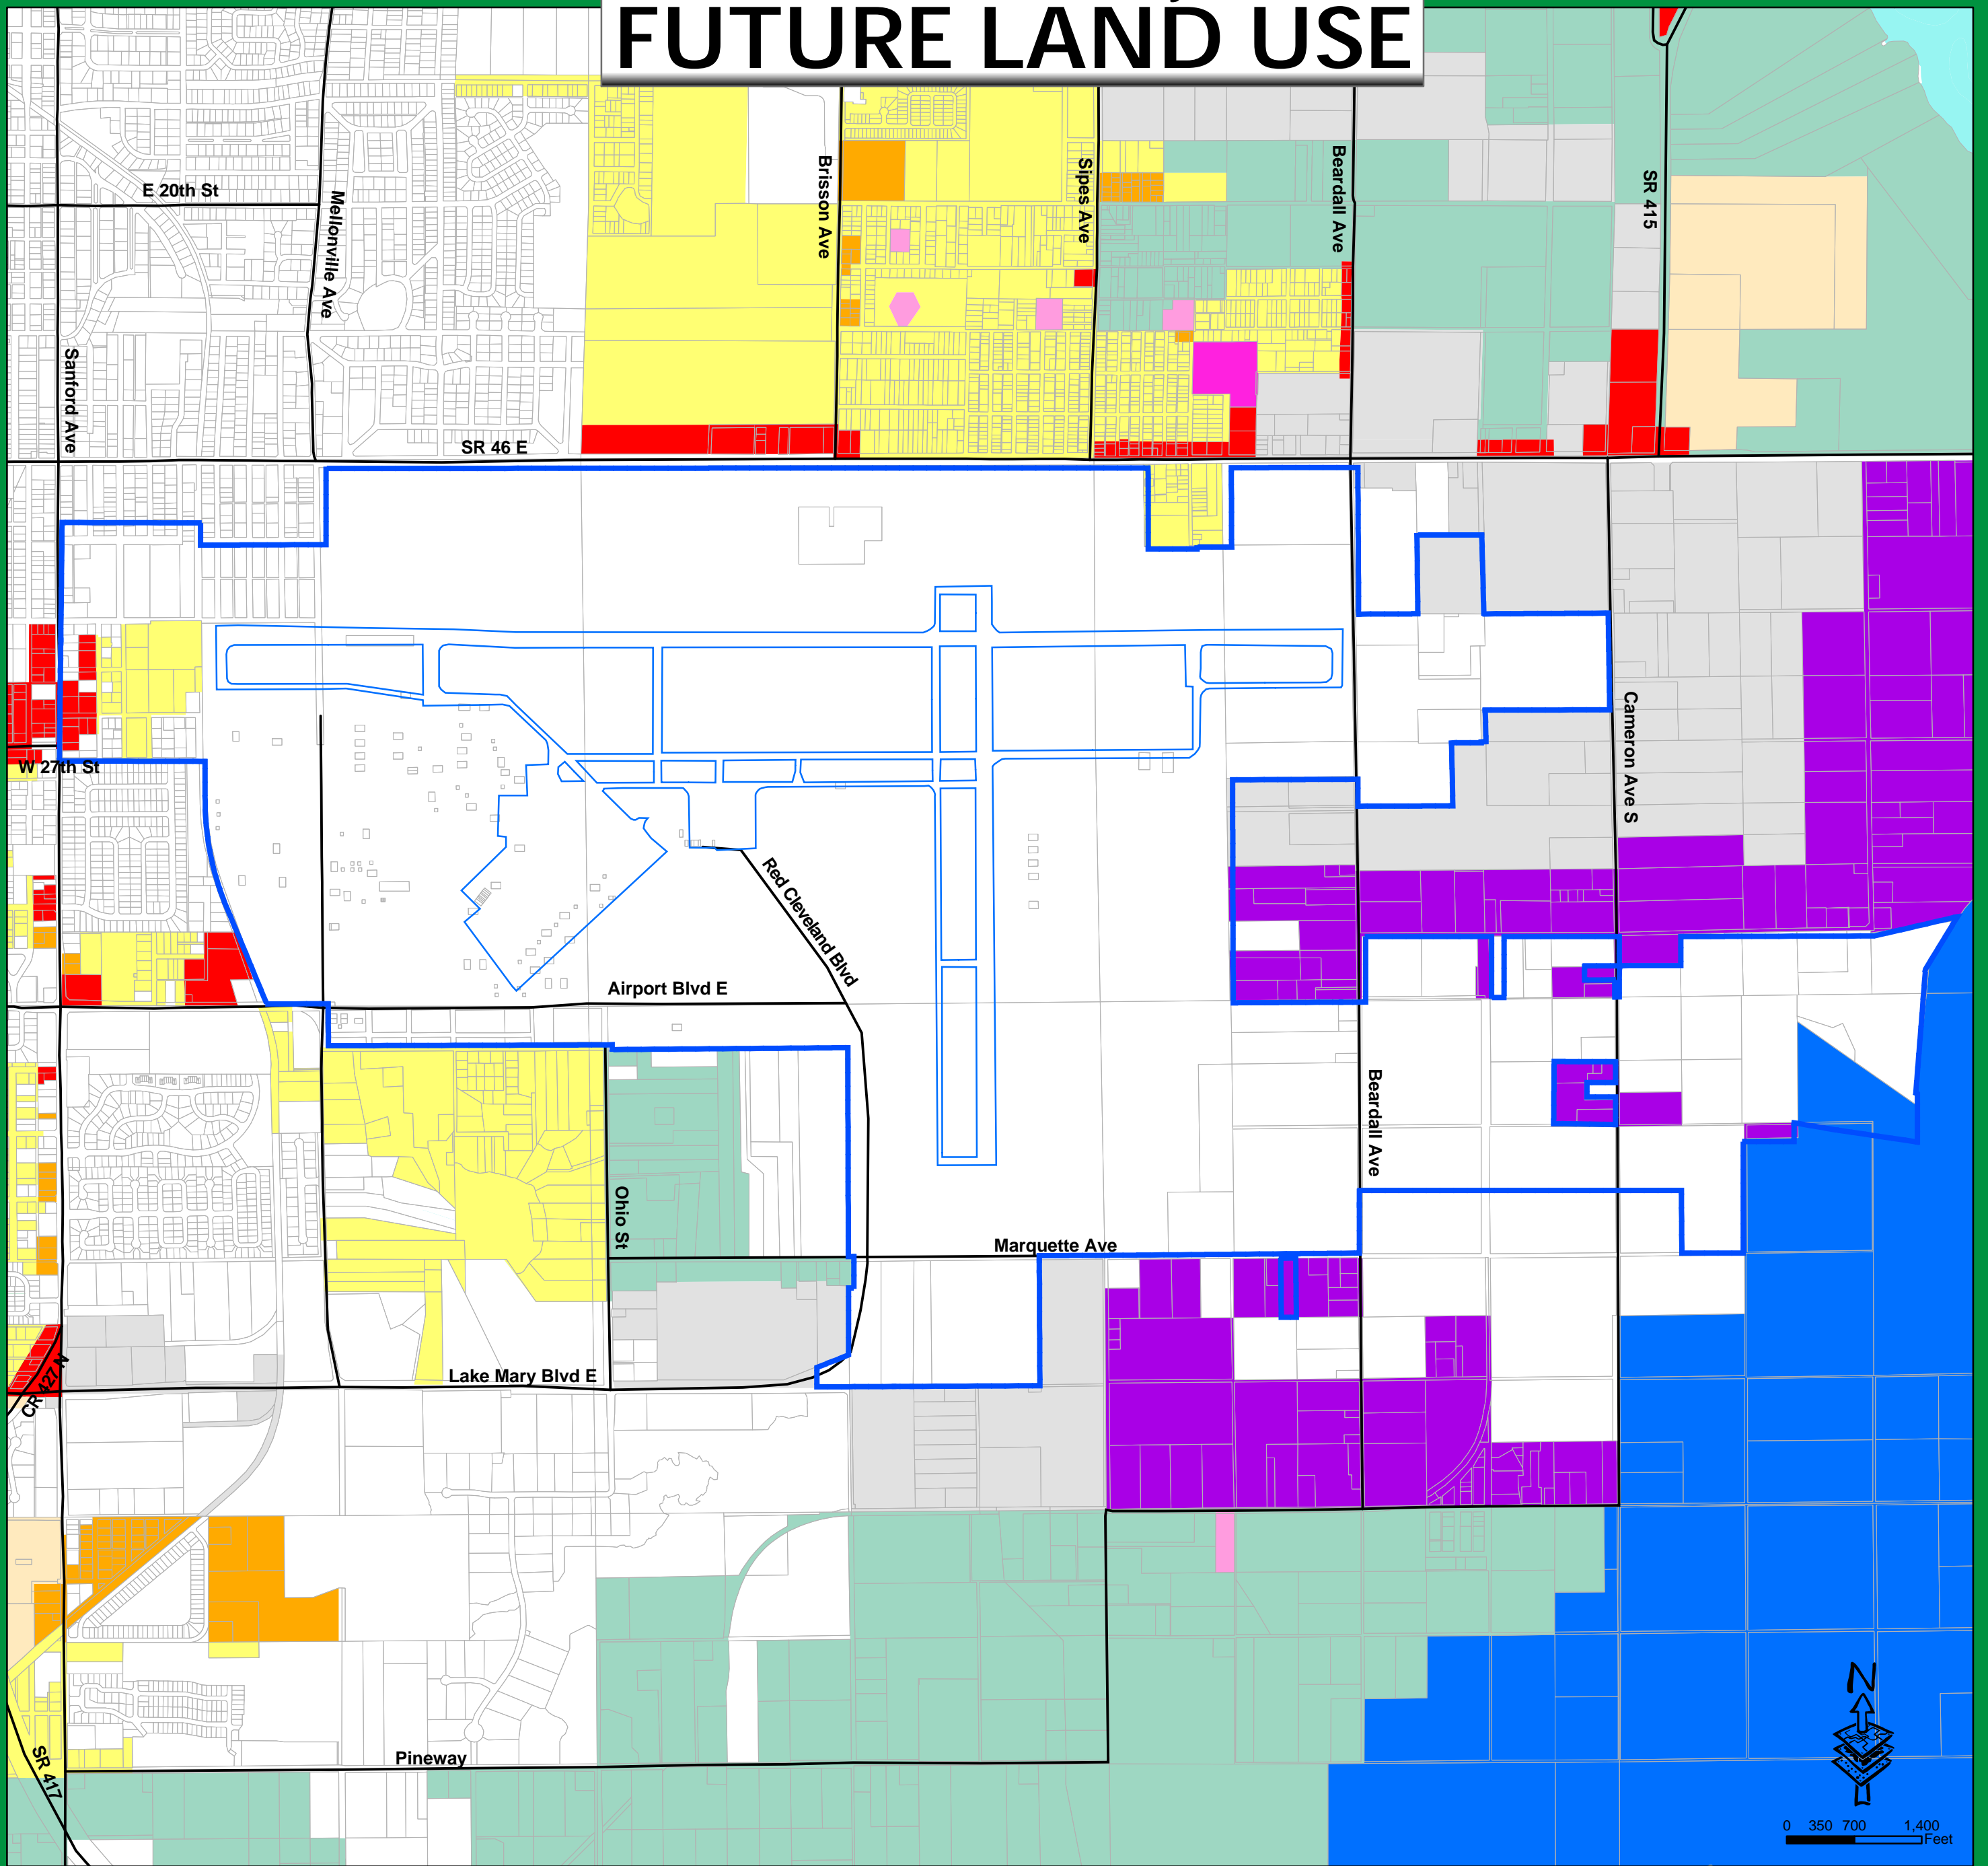 FUTURE LAND USE
E 20th St
Mellonville Ave
Brisson Ave
Sipes Ave
Beardall Ave
SR 415
Sanford Ave
SR 46 E
W 27th St
Cameron Ave S
Red Cleveland Blvd
Airport Blvd E
Beardall Ave
Ohio St
Marquette Ave
Lake Mary Blvd E
CR 427 N
Pineway
SR 417
N
0 350 700 1,400
Feet